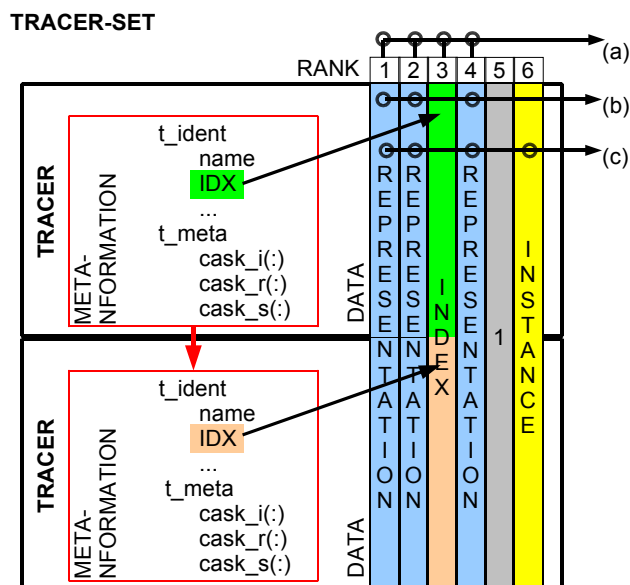 TRACER-SET
(a)
RANK 1 2 3 4 5 6
(b)
(c)
TRACER
META-
NFORMATION
t_ident
name
IDX
...
t_meta
cask_i(:)
cask_r(:)
cask_s(:)
DATA
TRACER
META-
NFORMATION
t_ident
name
IDX
...
t_meta
cask_i(:)
cask_r(:)
cask_s(:)
DATA
REPRESENTATION
REPRESENTATION
INDEX
REPRESENTATION
1
INSTANCE